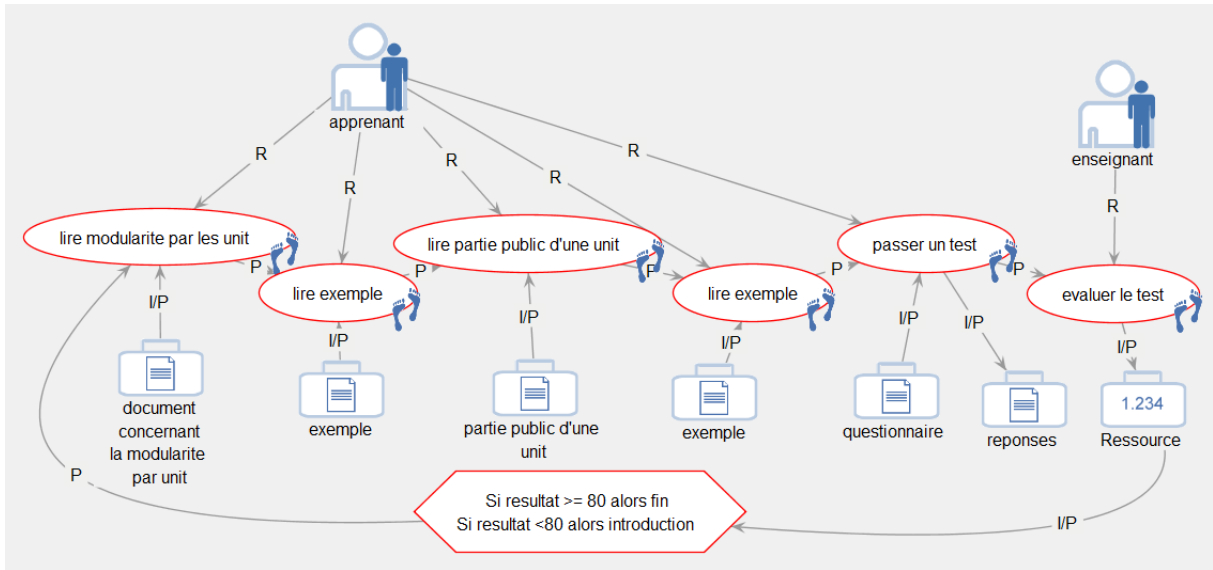 apprenant
enseignant
R
R
R
R
R
R
lire modularite par les unit
P
lire exemple
P
lire partie public d'une unit
P
lire exemple
P
passer un test
P
evaluer le test
I/P
I/P
I/P
I/P
I/P
I/P
I/P
1.234
document
concernant
la modularite
par unit
exemple
partie public d'une
unit
exemple
questionnaire
reponses
Ressource
P
Si resultat >= 80 alors fin
Si resultat <80 alors introduction
I/P